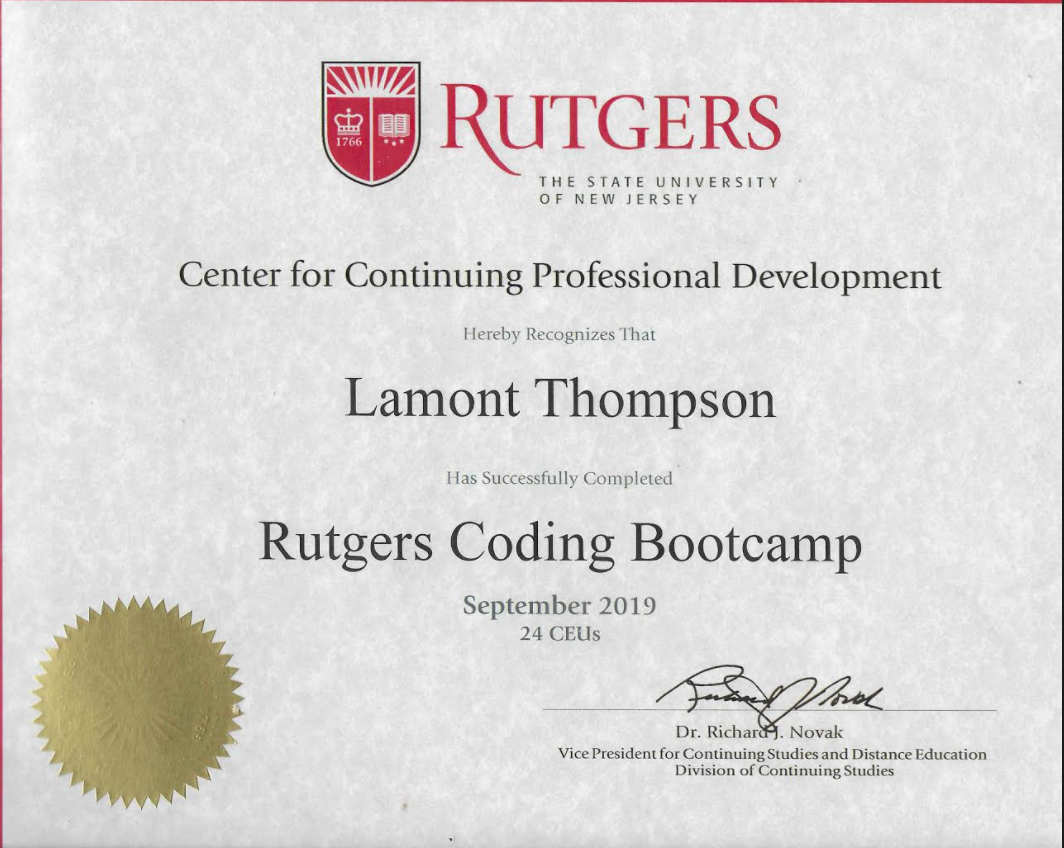 1766
RUTGERS
THE STATE UNIVERSITY
OF NEW JERSEY
Center for Continuing Professional Development
Hereby Recognizes That
Lamont Thompson
Has Successfully Completed
Rutgers Coding Bootcamp
September 2019
24 CEUs
Richard J Novak
Dr. Richard J. Novak
Vice President for Continuing Studies and Distance Education
Division of Continuing Studies